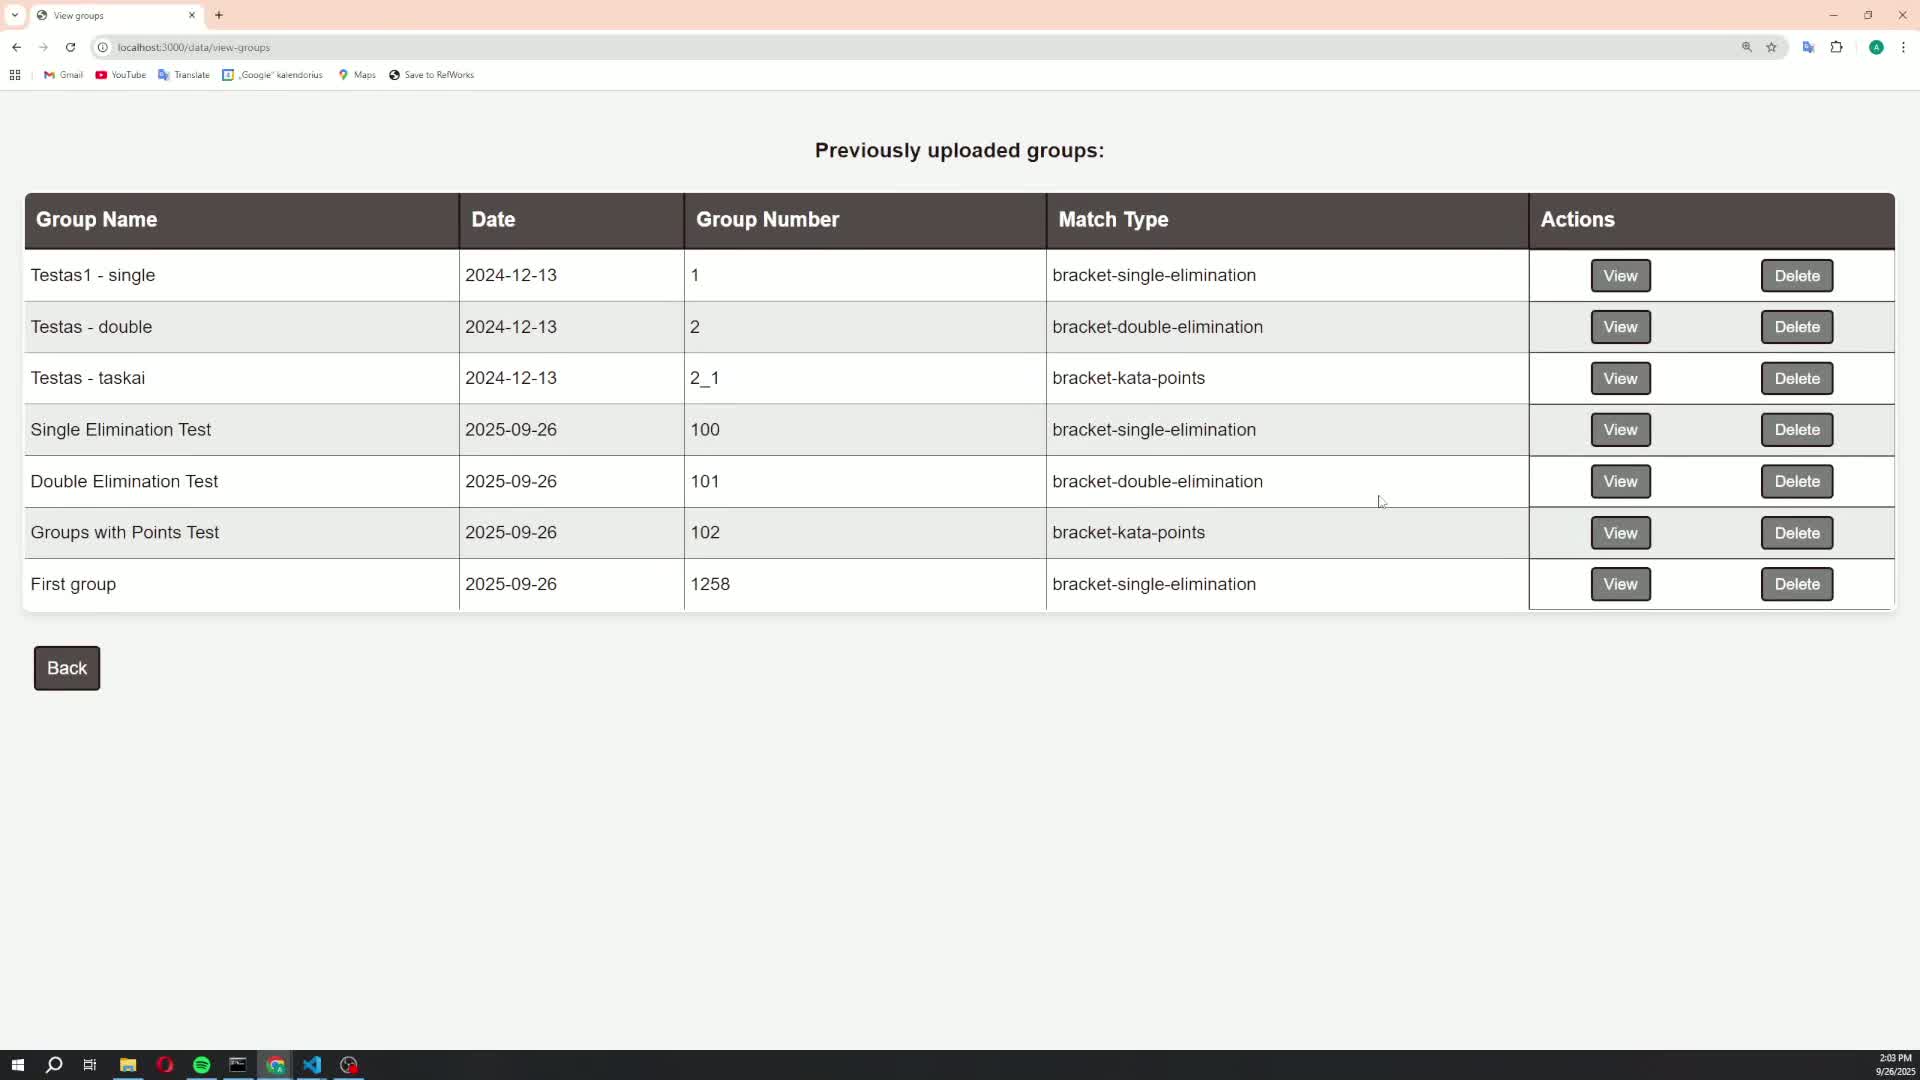 View groups
localhost:3000/data/view-groups
A
Gmail YouTube Translate „Google“ kalendorius Maps Save to RefWorks
Previously uploaded groups:
Group Name Date Group Number Match Type Actions
Testas1 - single 2024-12-13 1 bracket-single-elimination View Delete
Testas - double 2024-12-13 2 bracket-double-elimination View Delete
Testas - taskai 2024-12-13 2_1 bracket-kata-points View Delete
Single Elimination Test 2025-09-26 100 bracket-single-elimination View Delete
Double Elimination Test 2025-09-26 101 bracket-double-elimination View Delete
Groups with Points Test 2025-09-26 102 bracket-kata-points View Delete
First group 2025-09-26 1258 bracket-single-elimination View Delete
Back
2:03 PM
9/26/2025